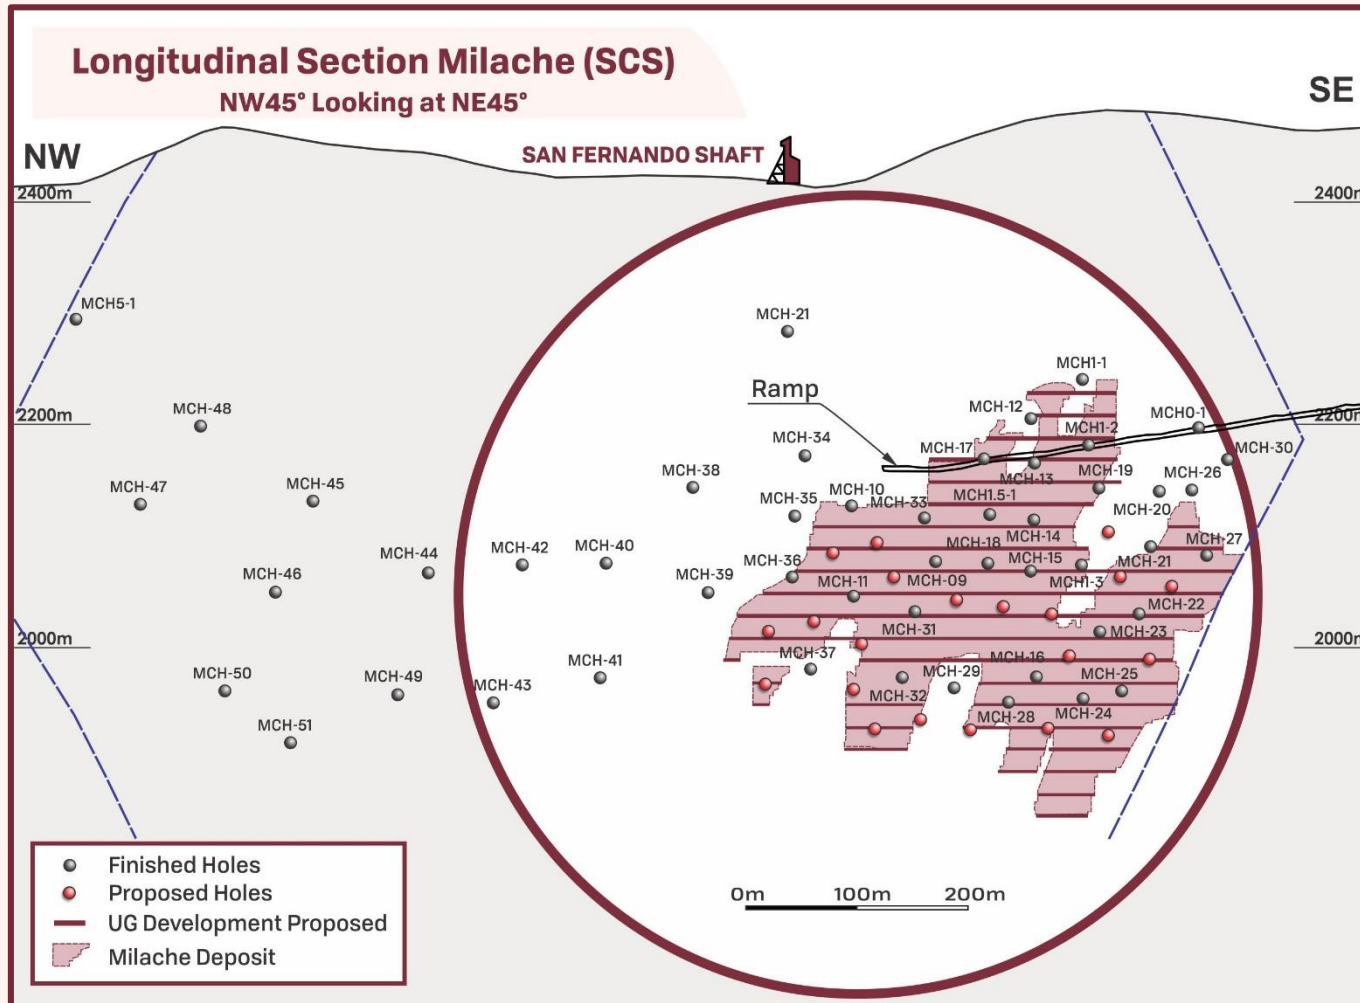 Longitudinal Section Milache (SCS)
NW45° Looking at NE45°
SE
NW
SAN FERNANDO SHAFT
2400m
2400m
MCH5-1
MCH-21
MCH1-1
Ramp
MCH-12
MCH0-1
MCH-48
2200m
2200m
MCH1-2
MCH-34
MCH-17
MCH-30
MCH-38
MCH-13
MCH-19
MCH-26
MCH-47
MCH-45
MCH-35
MCH-10
MCH-33
MCH1.5-1
MCH-20
MCH-14
MCH-42
MCH-40
MCH-18
MCH-27
MCH-44
MCH-36
MCH-15
MCH-21
MCH-46
MCH-39
MCH-11
MCH-09
MCH1-3
MCH-22
2000m
MCH-31
MCH-23
2000m
MCH-50
MCH-49
MCH-41
MCH-37
MCH-16
MCH-29
MCH-25
MCH-43
MCH-32
MCH-51
MCH-28
MCH-24
Finished Holes
Proposed Holes
UG Development Proposed
Milache Deposit
0m 100m 200m